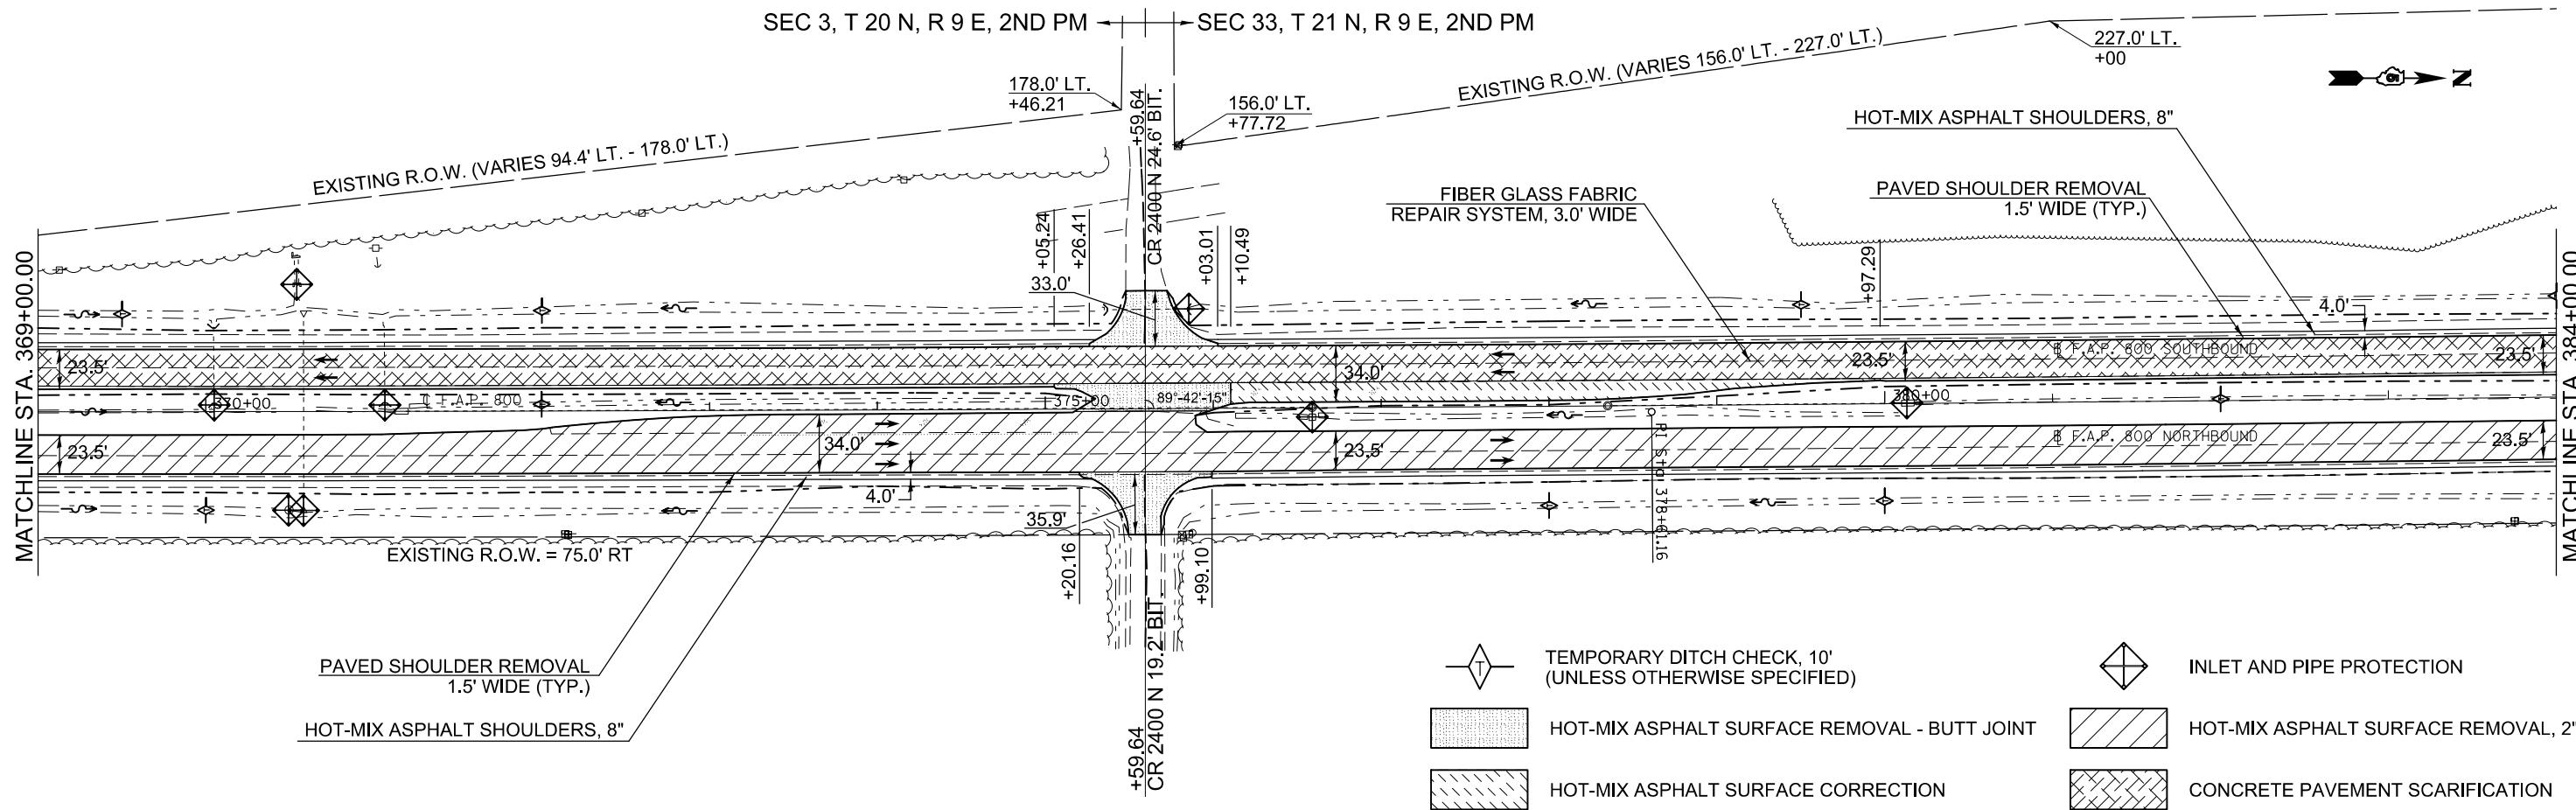 SEC 3, T 20 N, R 9 E, 2ND PM
SEC 33, T 21 N, R 9 E, 2ND PM
227.0' LT.
+00
EXISTING R.O.W. (VARIES 156.0' LT. - 227.0' LT.)
N
178.0' LT.
+46.21
+59.64
CR 2400 N 24.6' BIT.
156.0' LT.
+77.72
HOT-MIX ASPHALT SHOULDERS, 8"
EXISTING R.O.W. (VARIES 94.4' LT. - 178.0' LT.)
FIBER GLASS FABRIC
REPAIR SYSTEM, 3.0' WIDE
PAVED SHOULDER REMOVAL
1.5' WIDE (TYP.)
+05.24
+26.41
+03.01
+10.49
+97.29
33.0'
4.0'
MATCHLINE STA. 369+00.00
MATCHLINE STA. 384+00.00
23.5'
34.0'
23.5'
F.A.P. 800 SOUTHBOUND
23.5'
370+00
F.A.P. 800
375+00
89°-42'-15"
380+00
23.5'
34.0'
23.5'
F.A.P. 800 NORTHBOUND
23.5'
4.0'
35.9'
PI Sta 378+61.16
EXISTING R.O.W. = 75.0' RT
+20.16
+99.10
+59.64
CR 2400 N 19.2' BIT.
PAVED SHOULDER REMOVAL
1.5' WIDE (TYP.)
HOT-MIX ASPHALT SHOULDERS, 8"
T
TEMPORARY DITCH CHECK, 10'
(UNLESS OTHERWISE SPECIFIED)
INLET AND PIPE PROTECTION
HOT-MIX ASPHALT SURFACE REMOVAL - BUTT JOINT
HOT-MIX ASPHALT SURFACE REMOVAL, 2"
HOT-MIX ASPHALT SURFACE CORRECTION
CONCRETE PAVEMENT SCARIFICATION